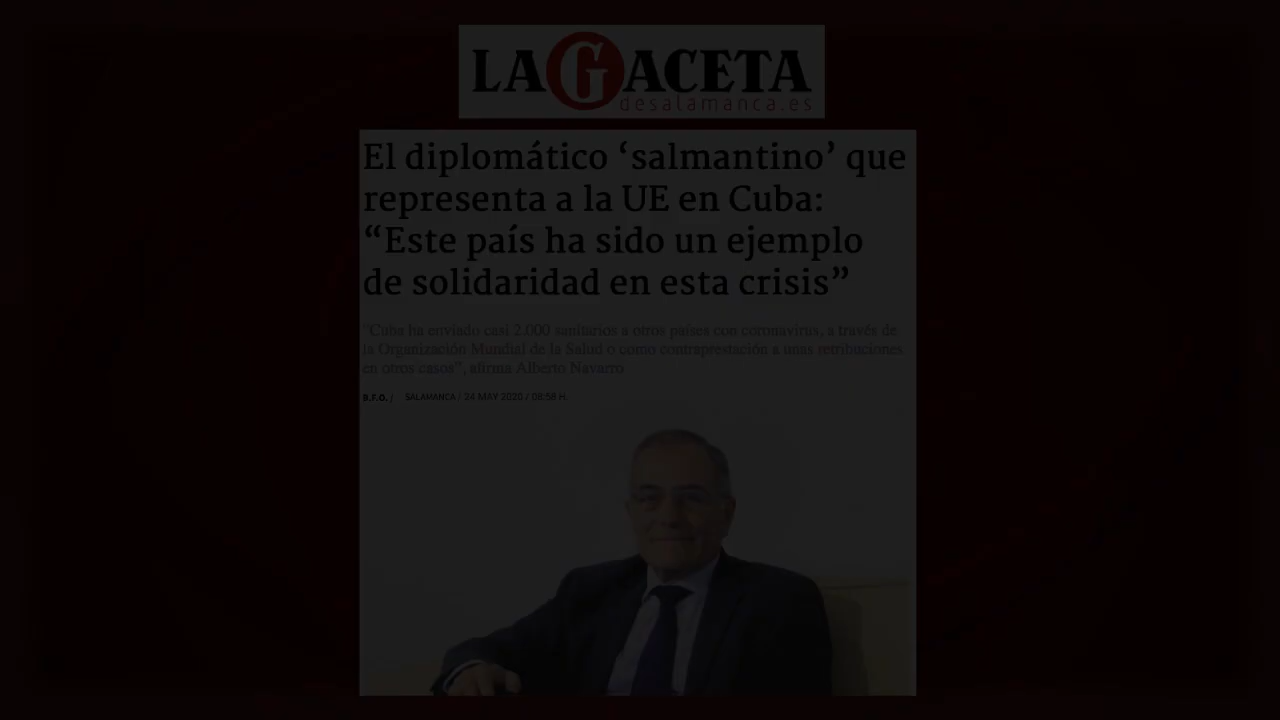 LA GACETA
desalamanca.es
El diplomático ‘salmantino’ que
representa a la UE en Cuba:
“Este país ha sido un ejemplo
de solidaridad en esta crisis”
"Cuba ha enviado casi 2.000 sanitarios a otros países con coronavirus, a través de
la Organización Mundial de la Salud o como contraprestación a unas retribuciones
en otros casos", afirma Alberto Navarro
B.F.O. / SALAMANCA / 24 MAY 2020 / 08:58 H.